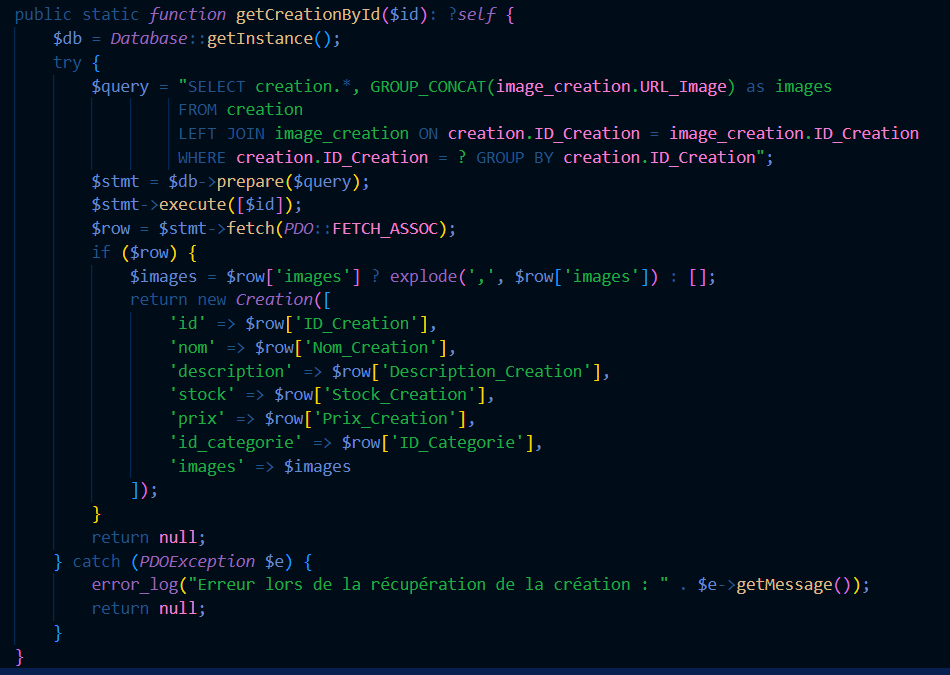 public static function getCreationById($id): ?self {
    $db = Database::getInstance();
    try {
        $query = "SELECT creation.*, GROUP_CONCAT(image_creation.URL_Image) as images
                 FROM creation
                 LEFT JOIN image_creation ON creation.ID_Creation = image_creation.ID_Creation
                 WHERE creation.ID_Creation = ? GROUP BY creation.ID_Creation";
        $stmt = $db->prepare($query);
        $stmt->execute([$id]);
        $row = $stmt->fetch(PDO::FETCH_ASSOC);
        if ($row) {
            $images = $row['images'] ? explode(',', $row['images']) : [];
            return new Creation([
                'id' => $row['ID_Creation'],
                'nom' => $row['Nom_Creation'],
                'description' => $row['Description_Creation'],
                'stock' => $row['Stock_Creation'],
                'prix' => $row['Prix_Creation'],
                'id_categorie' => $row['ID_Categorie'],
                'images' => $images
            ]);
        }
        return null;
    } catch (PDOException $e) {
        error_log("Erreur lors de la récupération de la création : " . $e->getMessage());
        return null;
    }
}